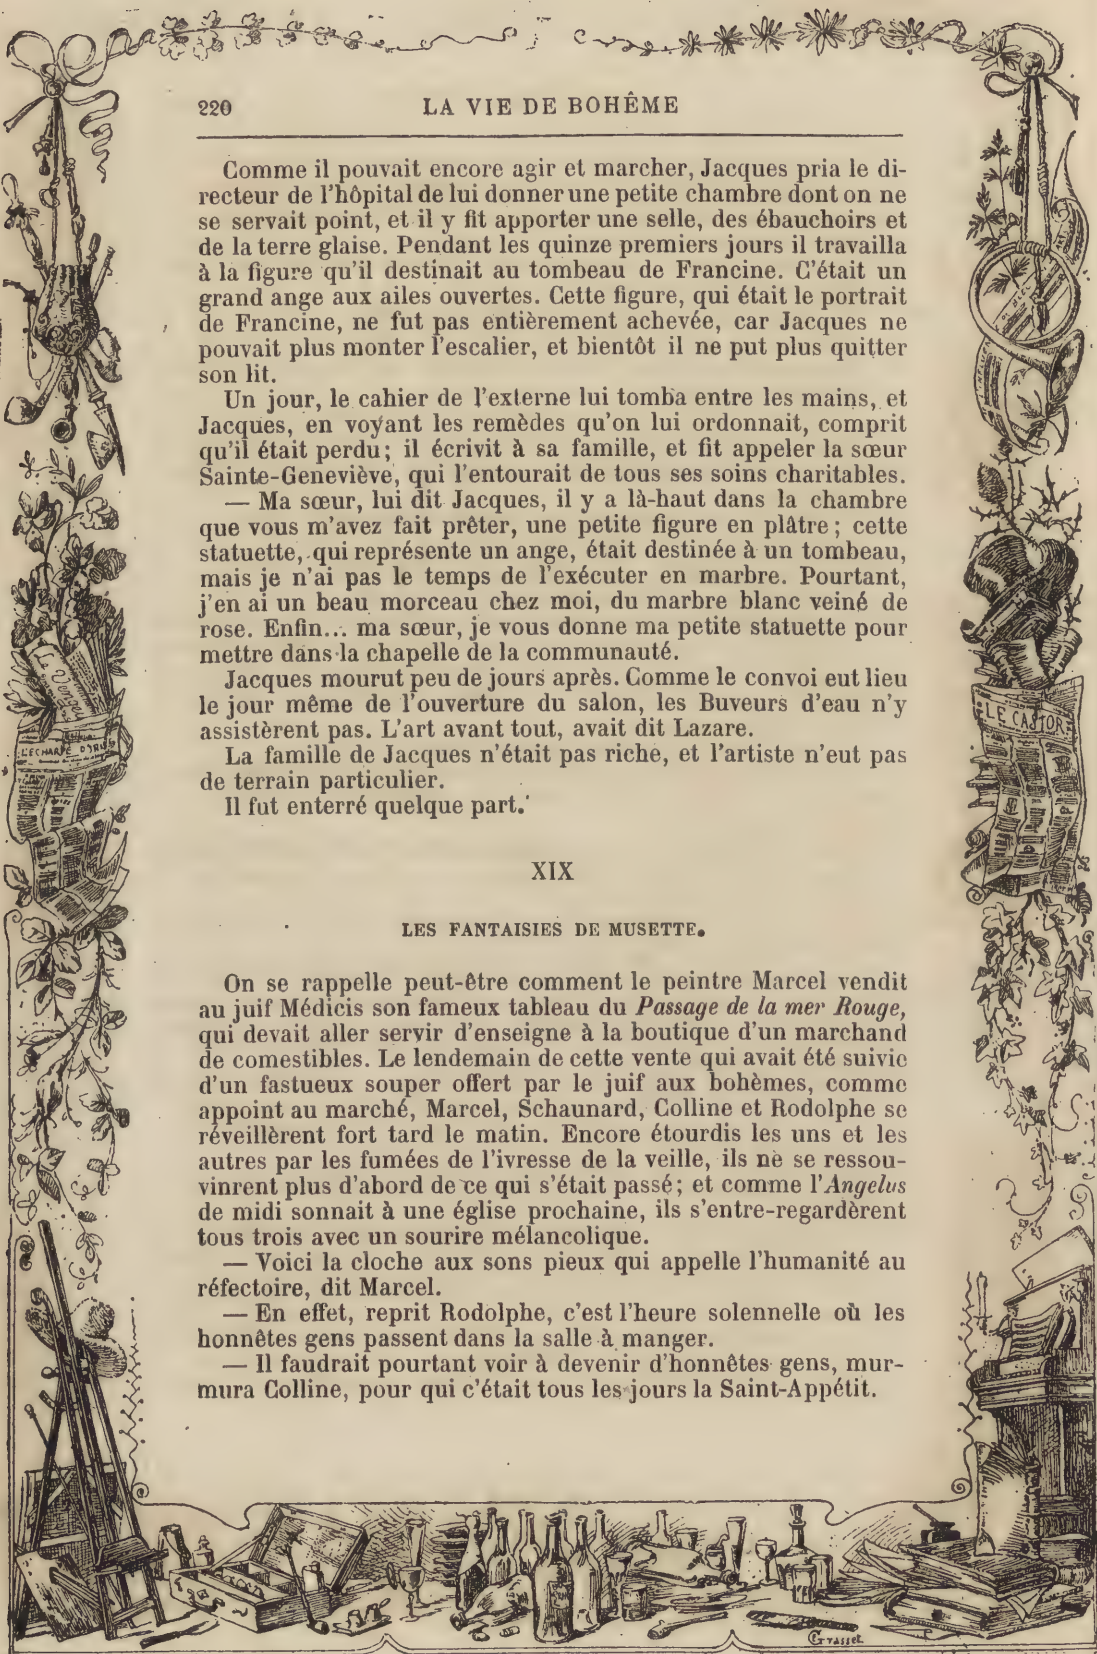 220
LA VIE DE BOHÊME
Comme il pouvait encore agir et marcher, Jacques pria le di-
recteur de l'hôpital de lui donner une petite chambre dont on ne
se servait point, et il y fit apporter une selle, des ébauchoirs et
de la terre glaise. Pendant les quinze premiers jours il travailla
à la figure qu'il destinait au tombeau de Francine. C'était un
grand ange aux ailes ouvertes. Cette figure, qui était le portrait
de Francine, ne fut pas entièrement achevée, car Jacques ne
pouvait plus monter l'escalier, et bientôt il ne put plus quitter
son lit.
Un jour, le cahier de l'externe lui tomba entre les mains, et
Jacques, en voyant les remèdes qu'on lui ordonnait, comprit
qu'il était perdu; il écrivit à sa famille, et fit appeler la sœur
Sainte-Geneviève, qui l'entourait de tous ses soins charitables.
— Ma sœur, lui dit Jacques, il y a là-haut dans la chambre
que vous m'avez fait prêter, une petite figure en plâtre; cette
statuette, qui représente un ange, était destinée à un tombeau,
mais je n'ai pas le temps de l'exécuter en marbre. Pourtant,
j'en ai un beau morceau chez moi, du marbre blanc veiné de
rose. Enfin... ma sœur, je vous donne ma petite statuette pour
mettre dans la chapelle de la communauté.
Jacques mourut peu de jours après. Comme le convoi eut lieu
le jour même de l'ouverture du salon, les Buveurs d'eau n'y
assistèrent pas. L'art avant tout, avait dit Lazare.
La famille de Jacques n'était pas riche, et l'artiste n'eut pas
de terrain particulier.
Il fut enterré quelque part.
XIX
LES FANTAISIES DE MUSETTE.
On se rappelle peut-être comment le peintre Marcel vendit
au juif Médicis son fameux tableau du Passage de la mer Rouge,
qui devait aller servir d'enseigne à la boutique d'un marchand
de comestibles. Le lendemain de cette vente qui avait été suivie
d'un fastueux souper offert par le juif aux bohèmes, comme
appoint au marché, Marcel, Schaunard, Colline et Rodolphe se
réveillèrent fort tard le matin. Encore étourdis les uns et les
autres par les fumées de l'ivresse de la veille, ils ne se ressou-
vinrent plus d'abord de ce qui s'était passé; et comme l'Angelus
de midi sonnait à une église prochaine, ils s'entre-regardèrent
tous trois avec un sourire mélancolique.
— Voici la cloche aux sons pieux qui appelle l'humanité au
réfectoire, dit Marcel.
— En effet, reprit Rodolphe, c'est l'heure solennelle où les
honnêtes gens passent dans la salle à manger.
— Il faudrait pourtant voir à devenir d'honnêtes gens, mur-
mura Colline, pour qui c'était tous les jours la Saint-Appétit.
L'ECHARPE D'IRIS
LE CASTOR
Grasset